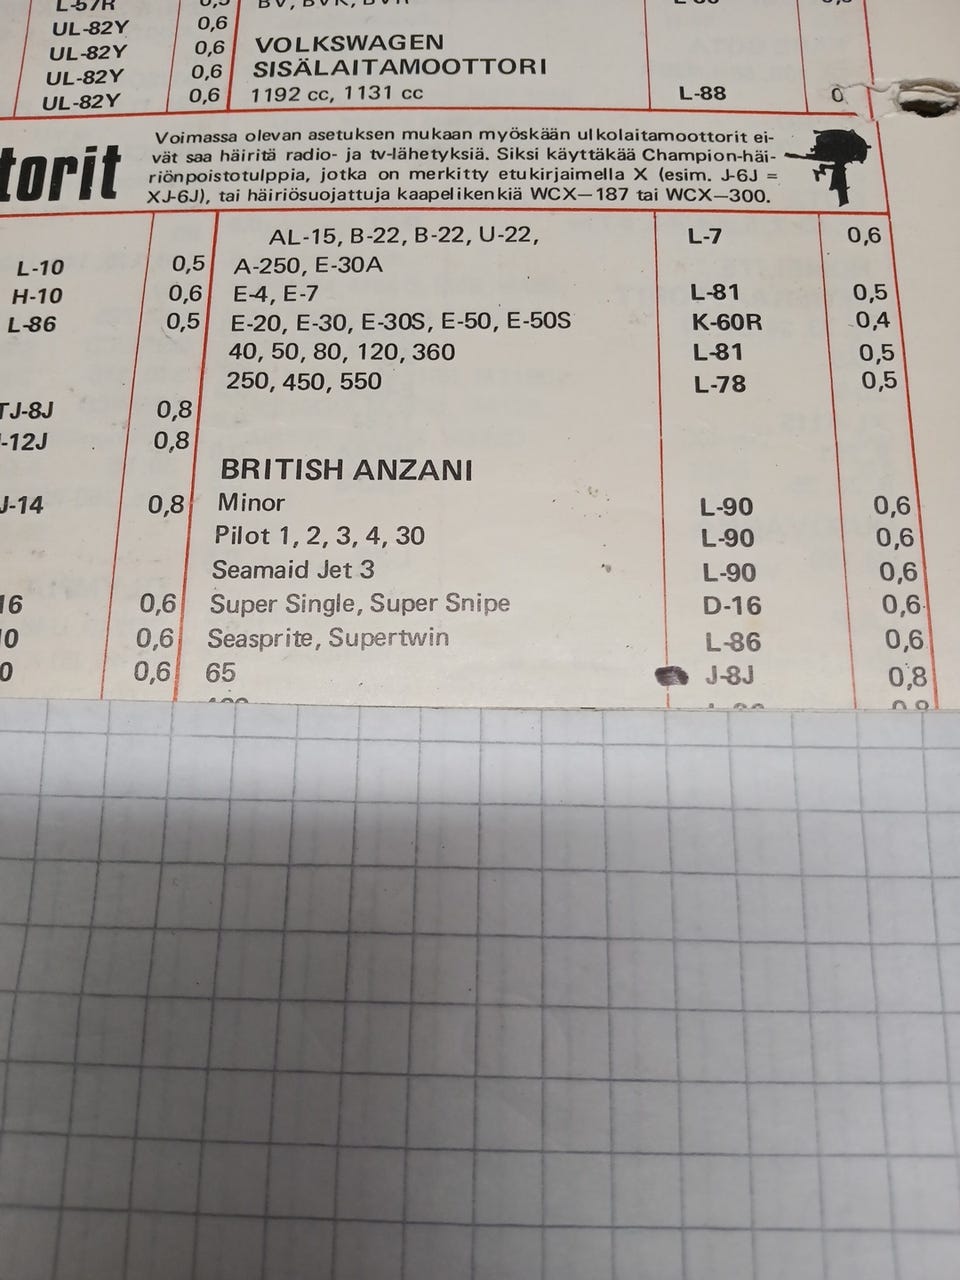 UL-82Y 0,6
UL-82Y 0,6
UL-82Y 0,6
UL-82Y 0,6
VOLKSWAGEN
SISÄLAITAMOOTTORI
1192 cc, 1131 cc L-88 0
torit
Voimassa olevan asetuksen mukaan myöskään ulkolaitamoottorit ei-
vät saa häiritä radio- ja tv-lähetyksiä. Siksi käyttäkää Champion-häi-
riönpoistotulppia, jotka on merkitty etukirjaimella X (esim. J-6J =
XJ-6J), tai häiriösuojattuja kaapelikenkiä WCX—187 tai WCX—300.
L-10 0,5
H-10 0,6
L-86 0,5
TJ-8J 0,8
-12J 0,8
J-14 0,8
16 0,6
0 0,6
0 0,6
AL-15, B-22, B-22, U-22, L-7 0,6
A-250, E-30A
E-4, E-7 L-81 0,5
E-20, E-30, E-30S, E-50, E-50S K-60R 0,4
40, 50, 80, 120, 360 L-81 0,5
250, 450, 550 L-78 0,5
BRITISH ANZANI
Minor L-90 0,6
Pilot 1, 2, 3, 4, 30 L-90 0,6
Seamaid Jet 3 L-90 0,6
Super Single, Super Snipe D-16 0,6
Seasprite, Supertwin L-86 0,6
65 J-8J 0,8